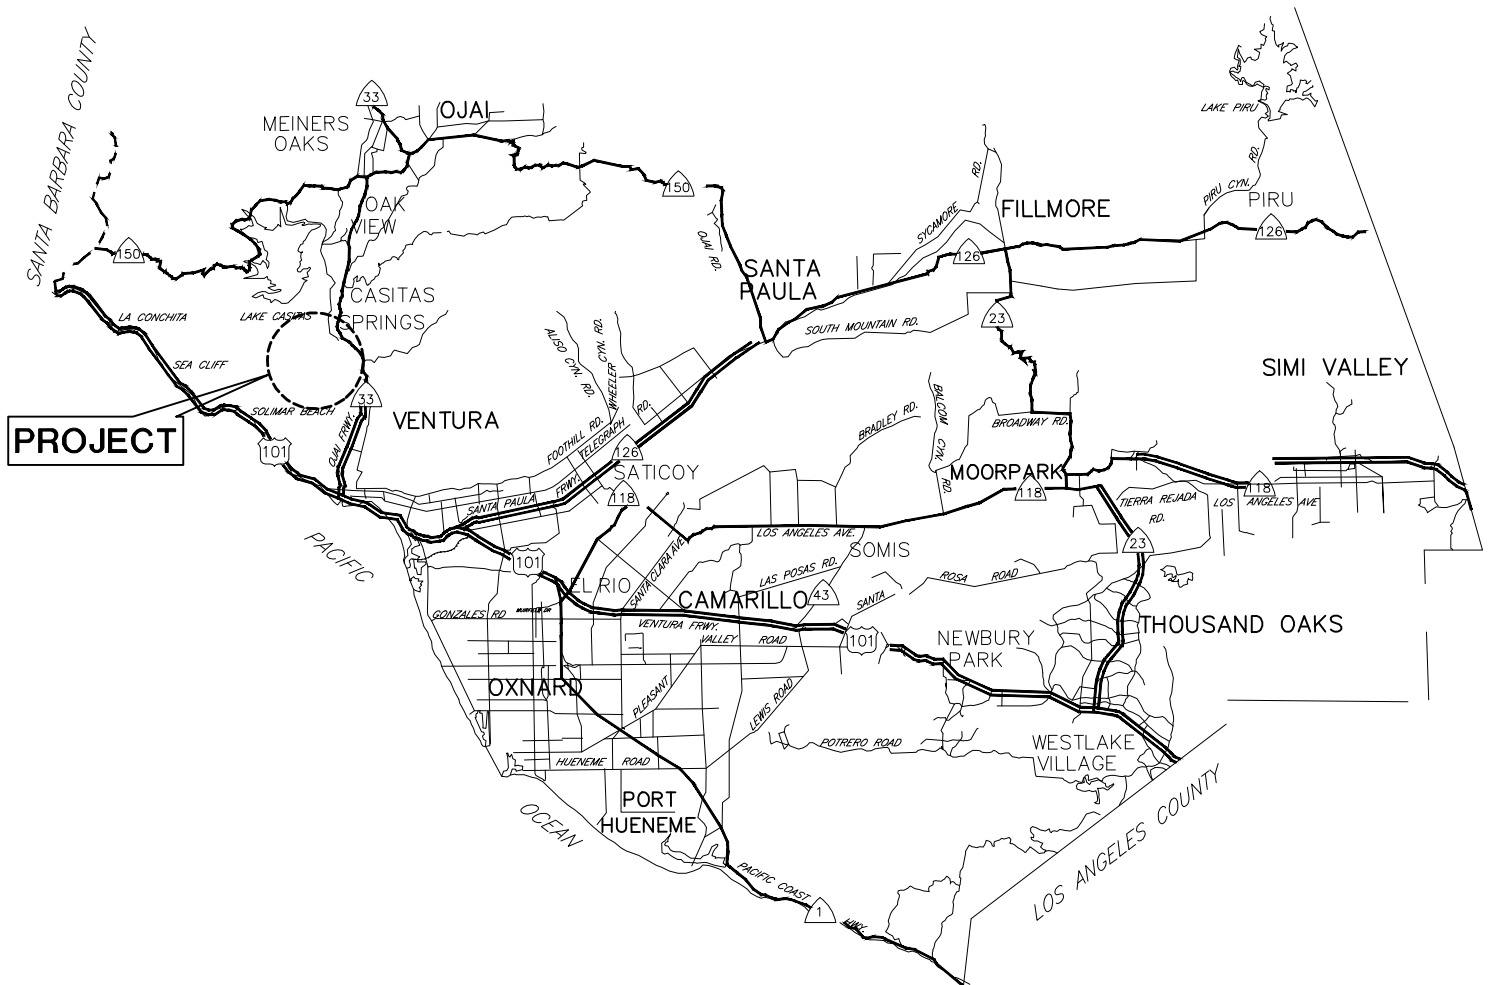 SANTA BARBARA COUNTY
33
OJAI
MEINERS
OAKS
LAKE PIRU
PIRU CYN.
RD.
PIRU
150
OAK
VIEW
OJAI RD.
SYCAMORE
RD.
FILLMORE
126
126
150
SANTA
PAULA
CASITAS
SPRINGS
LAKE CASITAS
LA CONCHITA
SEA CLIFF
SOLIMAR BEACH
PROJECT
33
OJAI FRWY.
VENTURA
101
ALISO CYN. RD.
WHEELER CYN. RD.
FOOTHILL RD.
TELEGRAPH
RD.
SOUTH MOUNTAIN RD.
23
SIMI VALLEY
BRADLEY RD.
BALCOM CYN.
RD.
BROADWAY RD.
126
SATICOY
118
SANTA PAULA
FRWY.
MOORPARK
118
TIERRA REJADA
RD.
118
LOS ANGELES AVE
LOS ANGELES AVE.
SOMIS
23
PACIFIC
101
EL RIO
SANTA CLARA AVE.
LAS POSAS RD.
43
CAMARILLO
SANTA
ROSA ROAD
GONZALES RD
VENTURA FRWY.
VALLEY ROAD
101
NEWBURY
PARK
THOUSAND OAKS
OXNARD
PLEASANT
LEWIS ROAD
HUENEME ROAD
POTRERO ROAD
WESTLAKE
VILLAGE
PORT
HUENEME
OCEAN
PACIFIC COAST
1
HWY.
LOS ANGELES COUNTY